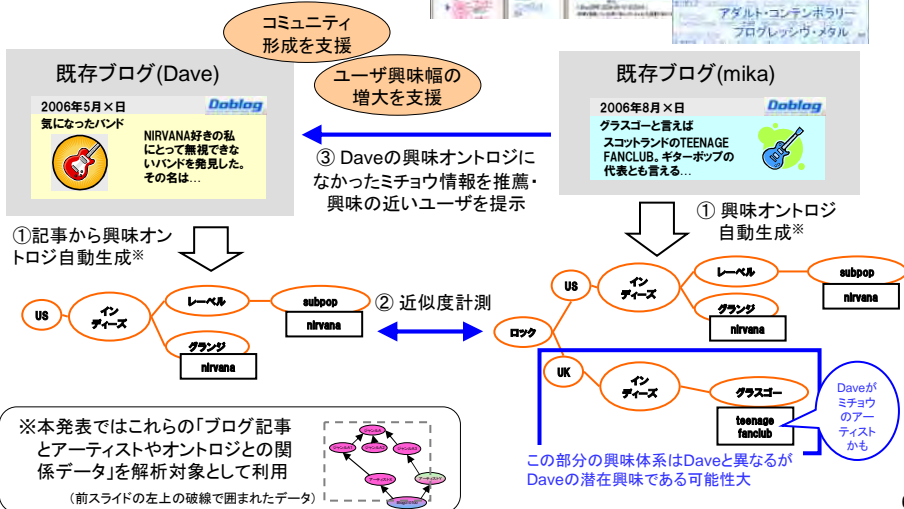 アダルト・コンテンポラリー
プログレッシヴ・メタル
コミュニティ
形成を支援
ユーザ興味幅の
増大を支援
既存ブログ(Dave)
2006年5月×日
Doblog
気になったバンド
NIRVANA好きの私
にとって無視できな
いバンドを発見した。
その名は…
既存ブログ(mika)
2006年8月×日
Doblog
グラスゴーと言えば
スコットランドのTEENAGE
FANCLUB。ギターポップの
代表とも言える…
③ Daveの興味オントロジに
なかったミチョウ情報を推薦・
興味の近いユーザを提示
①記事から興味オン
トロジ自動生成※
① 興味オントロジ
自動生成※
US
イン
ディーズ
レーベル
subpop
nirvana
グランジ
nirvana
② 近似度計測
ロック
US
イン
ディーズ
レーベル
subpop
nirvana
グランジ
nirvana
UK
イン
ディーズ
グラスゴー
teenage
fanclub
Daveが
ミチョウ
のアー
ティスト
かも
この部分の興味体系はDaveと異なるが
Daveの潜在興味である可能性大
※本発表ではこれらの「ブログ記事
とアーティストやオントロジとの関
係データ」を解析対象として利用
(前スライドの左上の破線で囲まれたデータ)